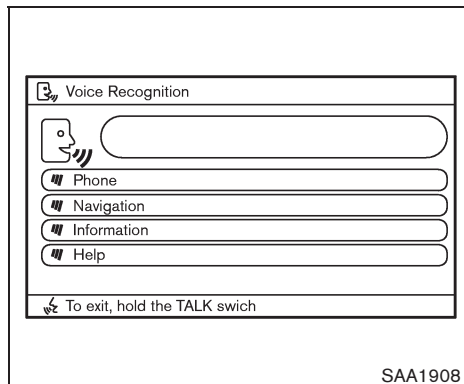 Voice Recognition
Phone
Navigation
Information
Help
To exit, hold the TALK swich
SAA1908